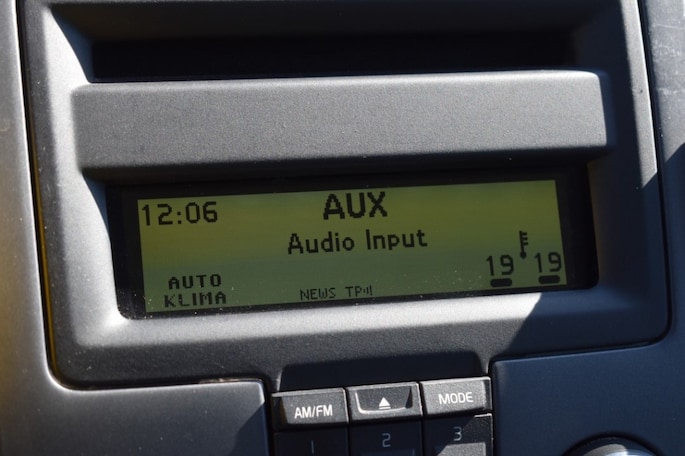 12:06 AUX
Audio Input
19 19
AUTO
KLIMA
NEWS TP
AM/FM MODE
1 2 3